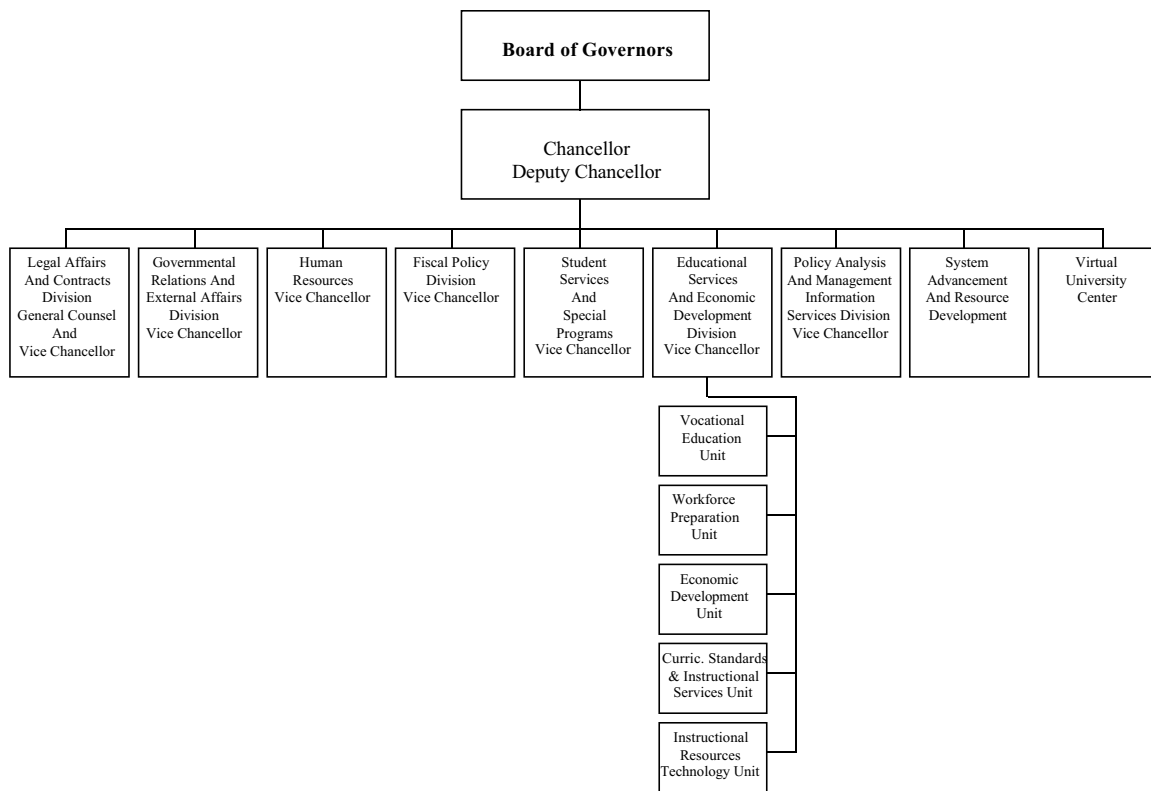 Board of Governors
Chancellor
Deputy Chancellor
Legal Affairs
And Contracts
Division
General Counsel
And
Vice Chancellor
Governmental
Relations And
External Affairs
Division
Vice Chancellor
Human
Resources
Vice Chancellor
Fiscal Policy
Division
Vice Chancellor
Student
Services
And
Special
Programs
Vice Chancellor
Educational
Services
And Economic
Development
Division
Vice Chancellor
Policy Analysis
And Management
Information
Services Division
Vice Chancellor
System
Advancement
And Resource
Development
Virtual
University
Center
Vocational
Education
Unit
Workforce
Preparation
Unit
Economic
Development
Unit
Curric. Standards
& Instructional
Services Unit
Instructional
Resources
Technology Unit